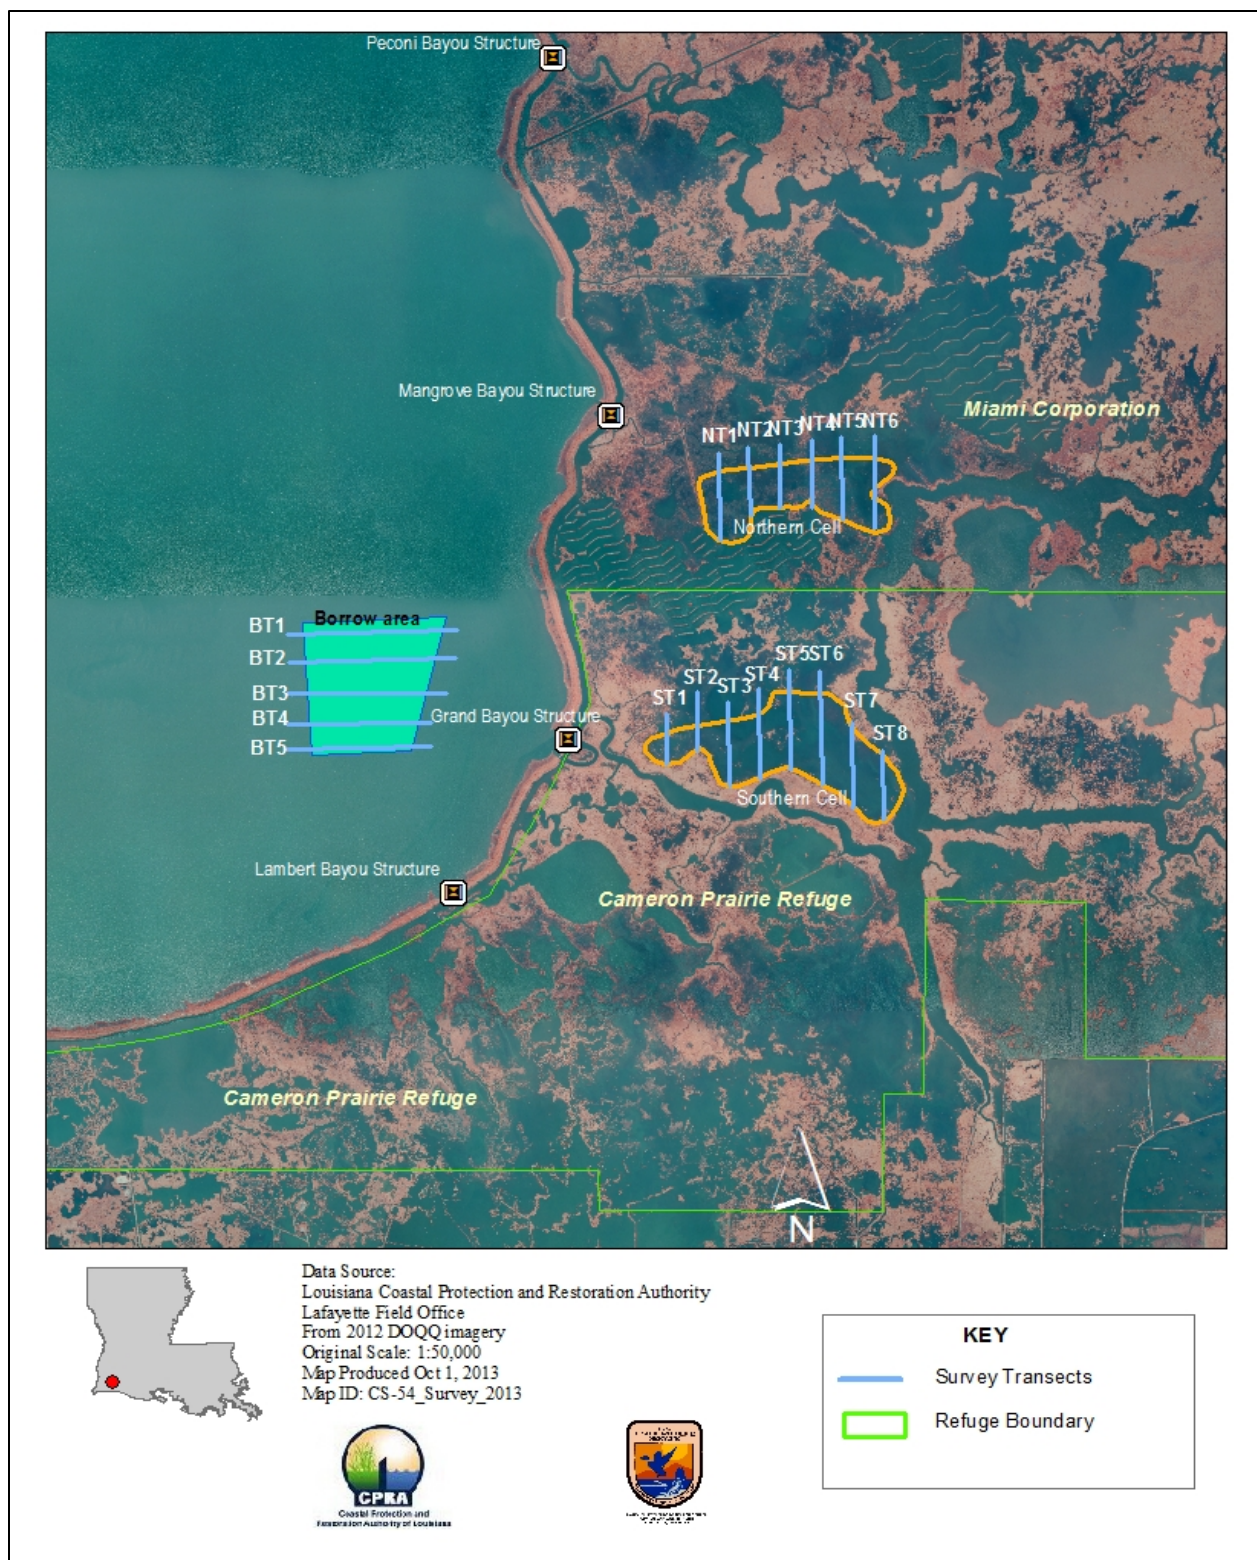 Peconi Bayou Structure
Mangrove Bayou Structure
Miami Corporation
NT1 NT2 NT3 NT4 NT5 NT6
Northern Cell
Borrow area
BT1
BT2
BT3
BT4
BT5
Grand Bayou Structure
ST1 ST2 ST3 ST4 ST5 ST6 ST7 ST8
Southern Cell
Lambert Bayou Structure
Cameron Prairie Refuge
Cameron Prairie Refuge
N
Data Source:
Louisiana Coastal Protection and Restoration Authority
Lafayette Field Office
From 2012 DOQQ imagery
Original Scale: 1:50,000
Map Produced Oct 1, 2013
Map ID: CS-54_Survey_2013
KEY
Survey Transects
Refuge Boundary
CPRA
Coastal Protection and
Restoration Authority of Louisiana